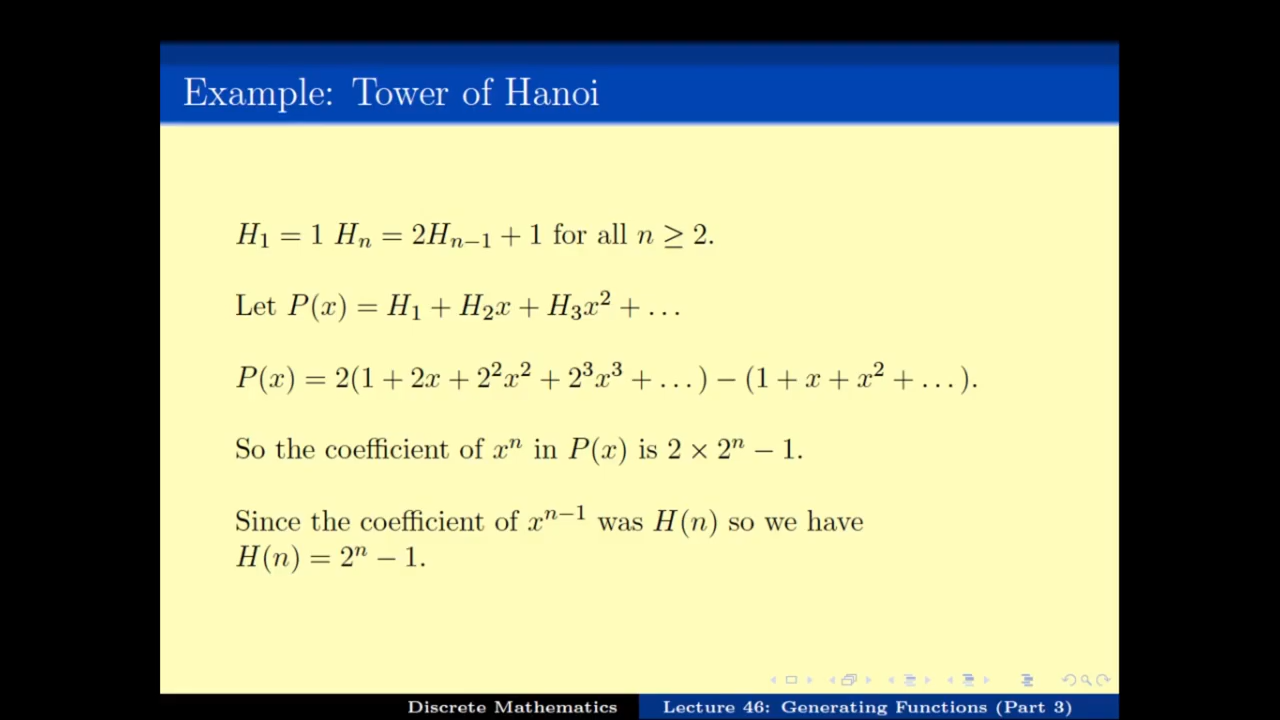 Example: Tower of Hanoi
H₁ = 1 Hₙ = 2Hₙ₋₁ + 1 for all n ≥ 2.
Let P(x) = H₁ + H₂x + H₃x² + …
P(x) = 2(1 + 2x + 2²x² + 2³x³ + …) − (1 + x + x² + …).
So the coefficient of xⁿ in P(x) is 2 × 2ⁿ − 1.
Since the coefficient of xⁿ⁻¹ was H(n) so we have
H(n) = 2ⁿ − 1.
Discrete Mathematics
Lecture 46: Generating Functions (Part 3)